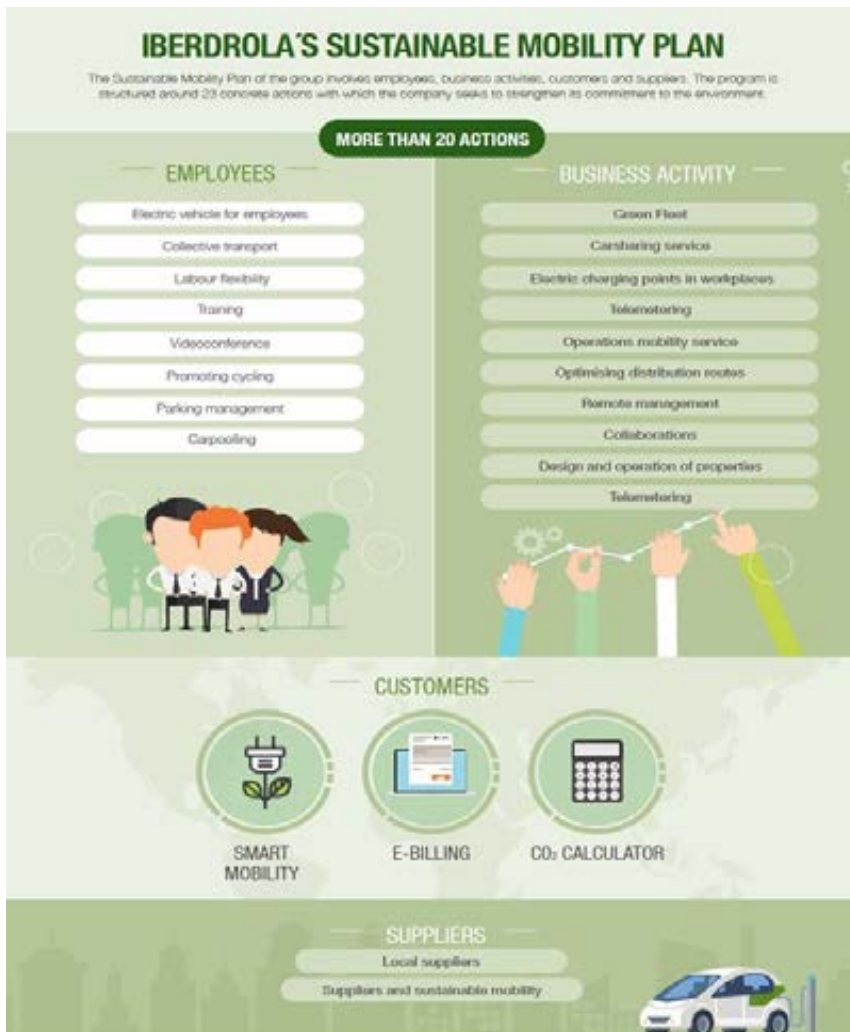 IBERDROLA´S SUSTAINABLE MOBILITY PLAN
The Sustainable Mobility Plan of the group involves employees, business activities, customers and suppliers. The program is
structured around 23 concrete actions with which the company seeks to strengthen its commitment to the environment.
MORE THAN 20 ACTIONS
EMPLOYEES
Electric vehicle for employees
Collective transport
Labour flexibility
Training
Videoconference
Promoting cycling
Parking management
Carpooling
BUSINESS ACTIVITY
Green Fleet
Carsharing service
Electric charging points in workplaces
Telemetering
Operations mobility service
Optimising distribution routes
Remote management
Collaborations
Design and operation of properties
Telemetering
CUSTOMERS
SMART
MOBILITY
E-BILLING
CO₂ CALCULATOR
SUPPLIERS
Local suppliers
Suppliers and sustainable mobility